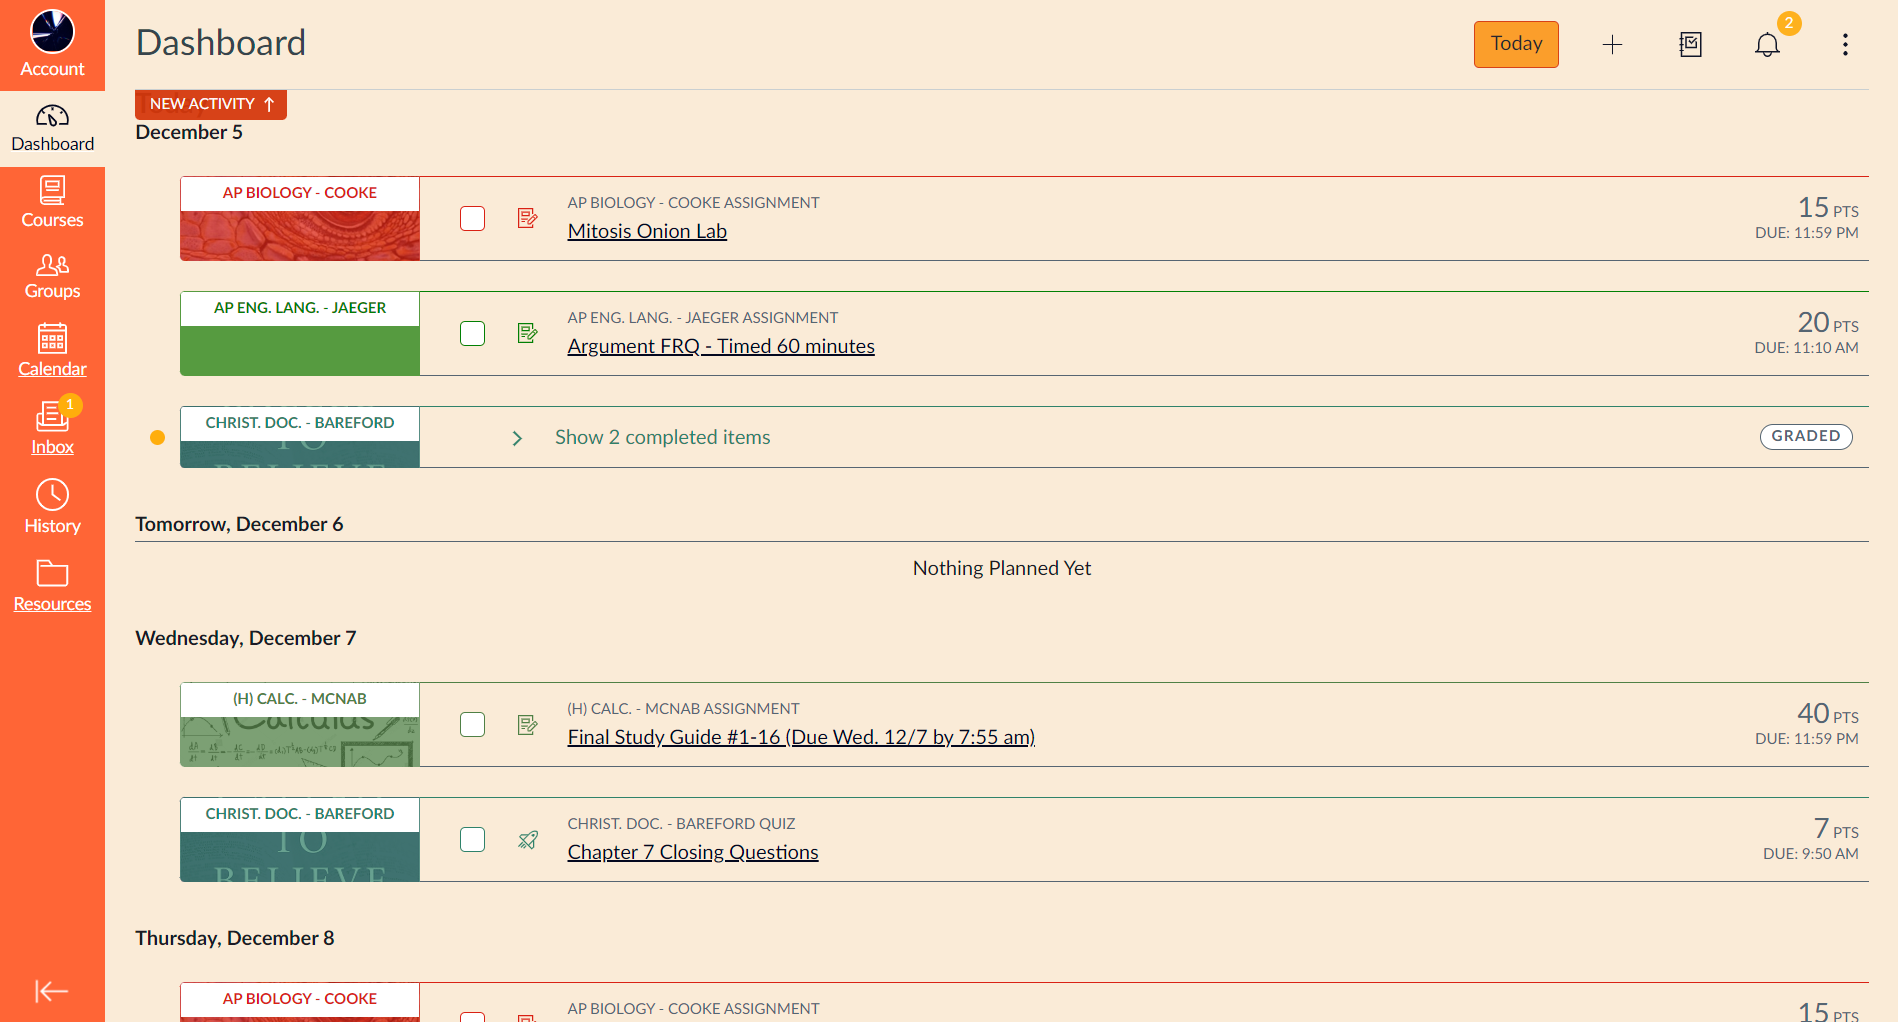 Account
Dashboard
Courses
Groups
Calendar
1
Inbox
History
Resources
Dashboard
Today
2
NEW ACTIVITY
December 5
AP BIOLOGY - COOKE
AP BIOLOGY - COOKE ASSIGNMENT
Mitosis Onion Lab
15 PTS
DUE: 11:59 PM
AP ENG. LANG. - JAEGER
AP ENG. LANG. - JAEGER ASSIGNMENT
Argument FRQ - Timed 60 minutes
20 PTS
DUE: 11:10 AM
CHRIST. DOC. - BAREFORD
TO
BELIEVE
Show 2 completed items
GRADED
Tomorrow, December 6
Nothing Planned Yet
Wednesday, December 7
(H) CALC. - MCNAB
Calculus
(H) CALC. - MCNAB ASSIGNMENT
Final Study Guide #1-16 (Due Wed. 12/7 by 7:55 am)
40 PTS
DUE: 11:59 PM
CHRIST. DOC. - BAREFORD
TO
BELIEVE
CHRIST. DOC. - BAREFORD QUIZ
Chapter 7 Closing Questions
7 PTS
DUE: 9:50 AM
Thursday, December 8
AP BIOLOGY - COOKE
AP BIOLOGY - COOKE ASSIGNMENT
15 PTS